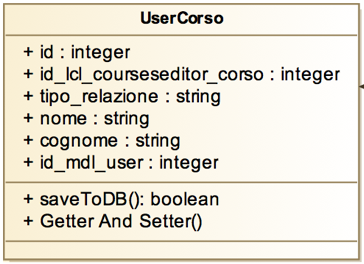 UserCorso
+ id : integer
+ id_lcl_courseseditor_corso : integer
+ tipo_relazione : string
+ nome : string
+ cognome : string
+ id_mdl_user : integer
+ saveToDB(): boolean
+ Getter And Setter()